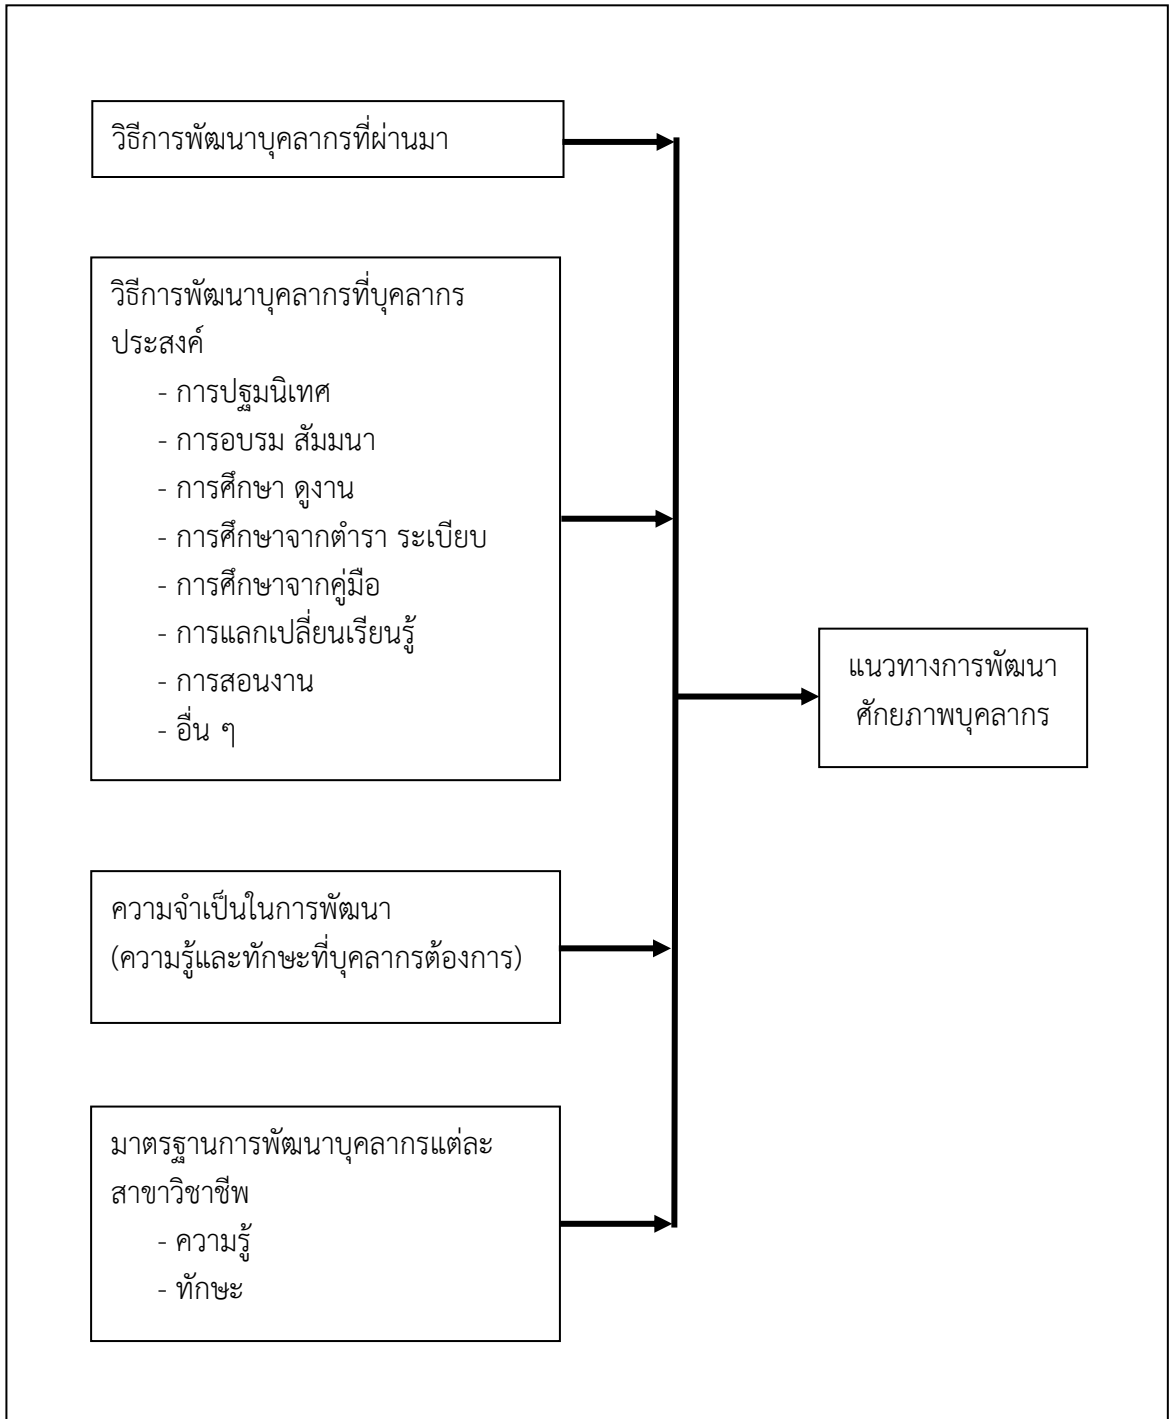 วิธีการพัฒนาบุคลากรที่ผ่านมา
วิธีการพัฒนาบุคลากรที่บุคลากร
ประสงค์
- การปฐมนิเทศ
- การอบรม สัมมนา
- การศึกษา ดูงาน
- การศึกษาจากตำรา ระเบียบ
- การศึกษาจากคู่มือ
- การแลกเปลี่ยนเรียนรู้
- การสอนงาน
- อื่น ๆ
แนวทางการพัฒนา
ศักยภาพบุคลากร
ความจำเป็นในการพัฒนา
(ความรู้และทักษะที่บุคลากรต้องการ)
มาตรฐานการพัฒนาบุคลากรแต่ละ
สาขาวิชาชีพ
- ความรู้
- ทักษะ